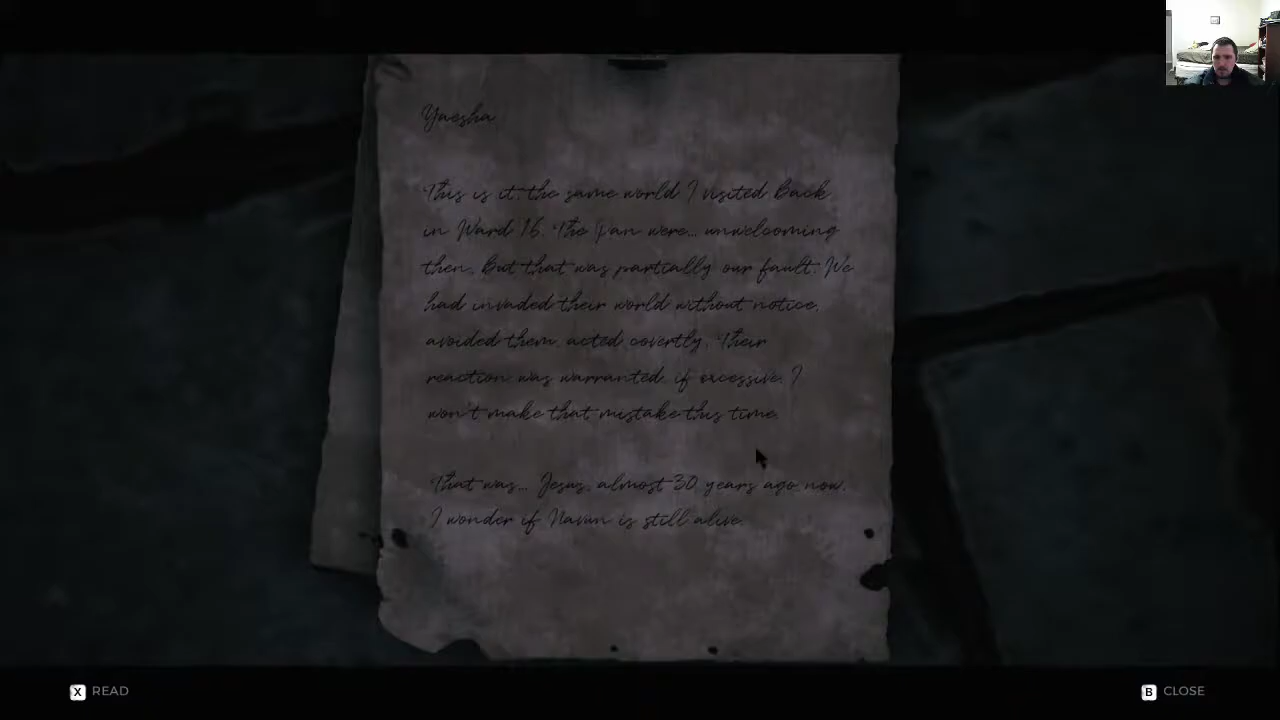 Yaesha
This is it, the same world I visited back
in Ward 16. The Pan were... unwelcoming
then, but that was partially our fault. We
had invaded their world without notice,
avoided them, acted covertly. Their
reaction was warranted, if excessive. I
won't make that mistake this time.
That was... Jesus, almost 30 years ago now.
I wonder if Navun is still alive.
X READ
B CLOSE